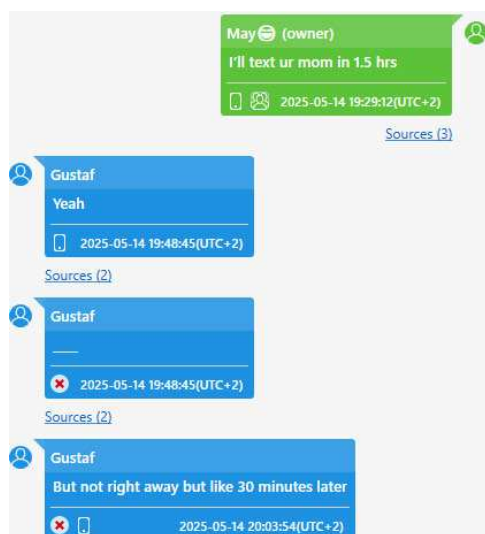 May😄 (owner)
I'll text ur mom in 1.5 hrs
2025-05-14 19:29:12(UTC+2)
Sources (3)
Gustaf
Yeah
2025-05-14 19:48:45(UTC+2)
Sources (2)
Gustaf
___
2025-05-14 19:48:45(UTC+2)
Sources (2)
Gustaf
But not right away but like 30 minutes later
2025-05-14 20:03:54(UTC+2)